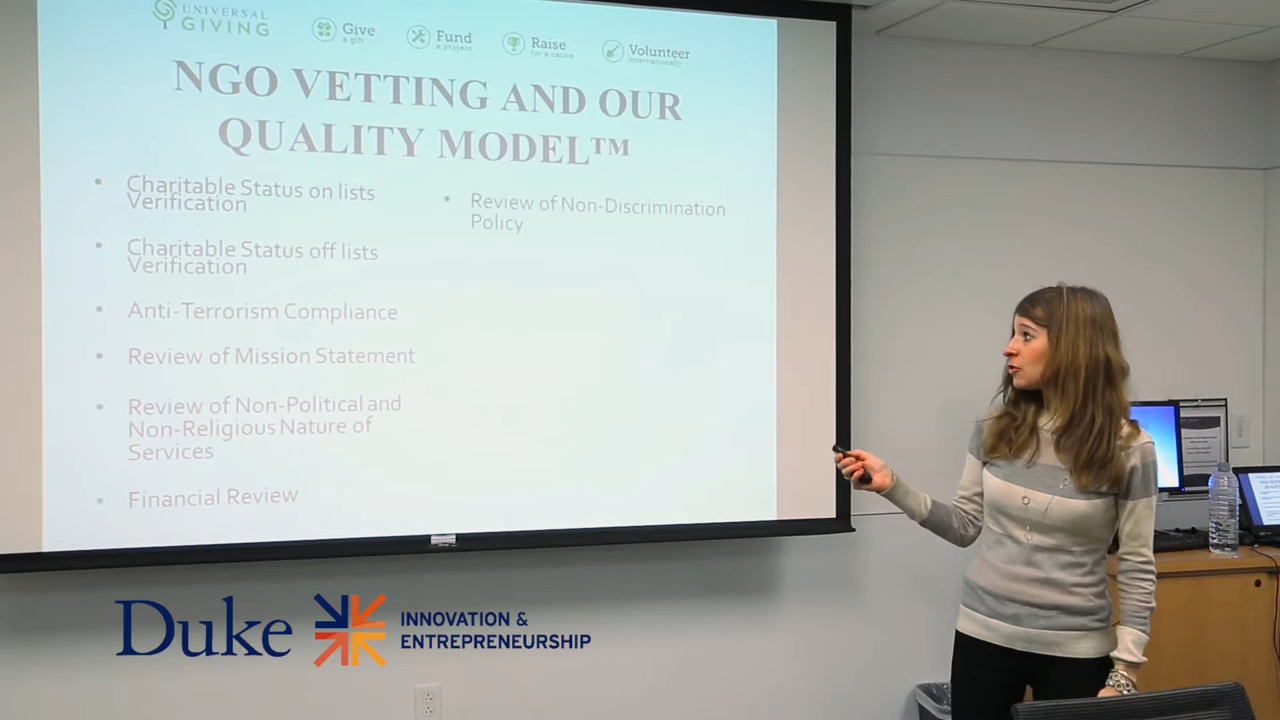 UNIVERSAL
GIVING
Give
a gift
Fund
a project
Raise
for a cause
Volunteer
internationally
NGO VETTING AND OUR
QUALITY MODEL™
• Charitable Status on lists
Verification
• Charitable Status off lists
Verification
• Anti-Terrorism Compliance
• Review of Mission Statement
• Review of Non-Political and
Non-Religious Nature of
Services
• Financial Review
• Review of Non-Discrimination
Policy
Duke
INNOVATION &
ENTREPRENEURSHIP